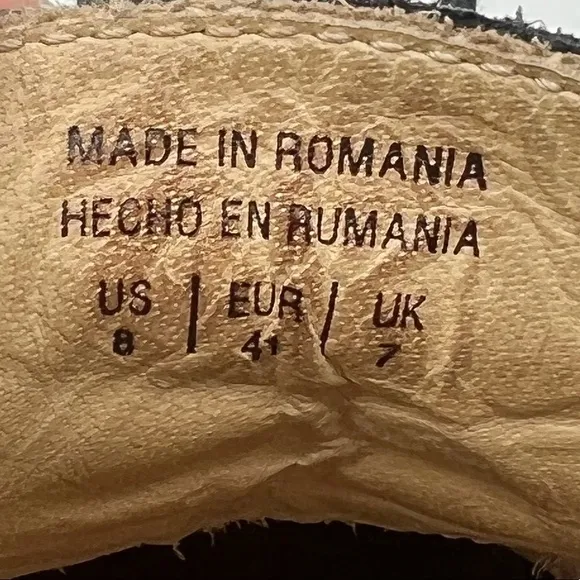 MADE IN ROMANIA
HECHO EN RUMANIA
US | EUR | UK
8 | 41 | 7